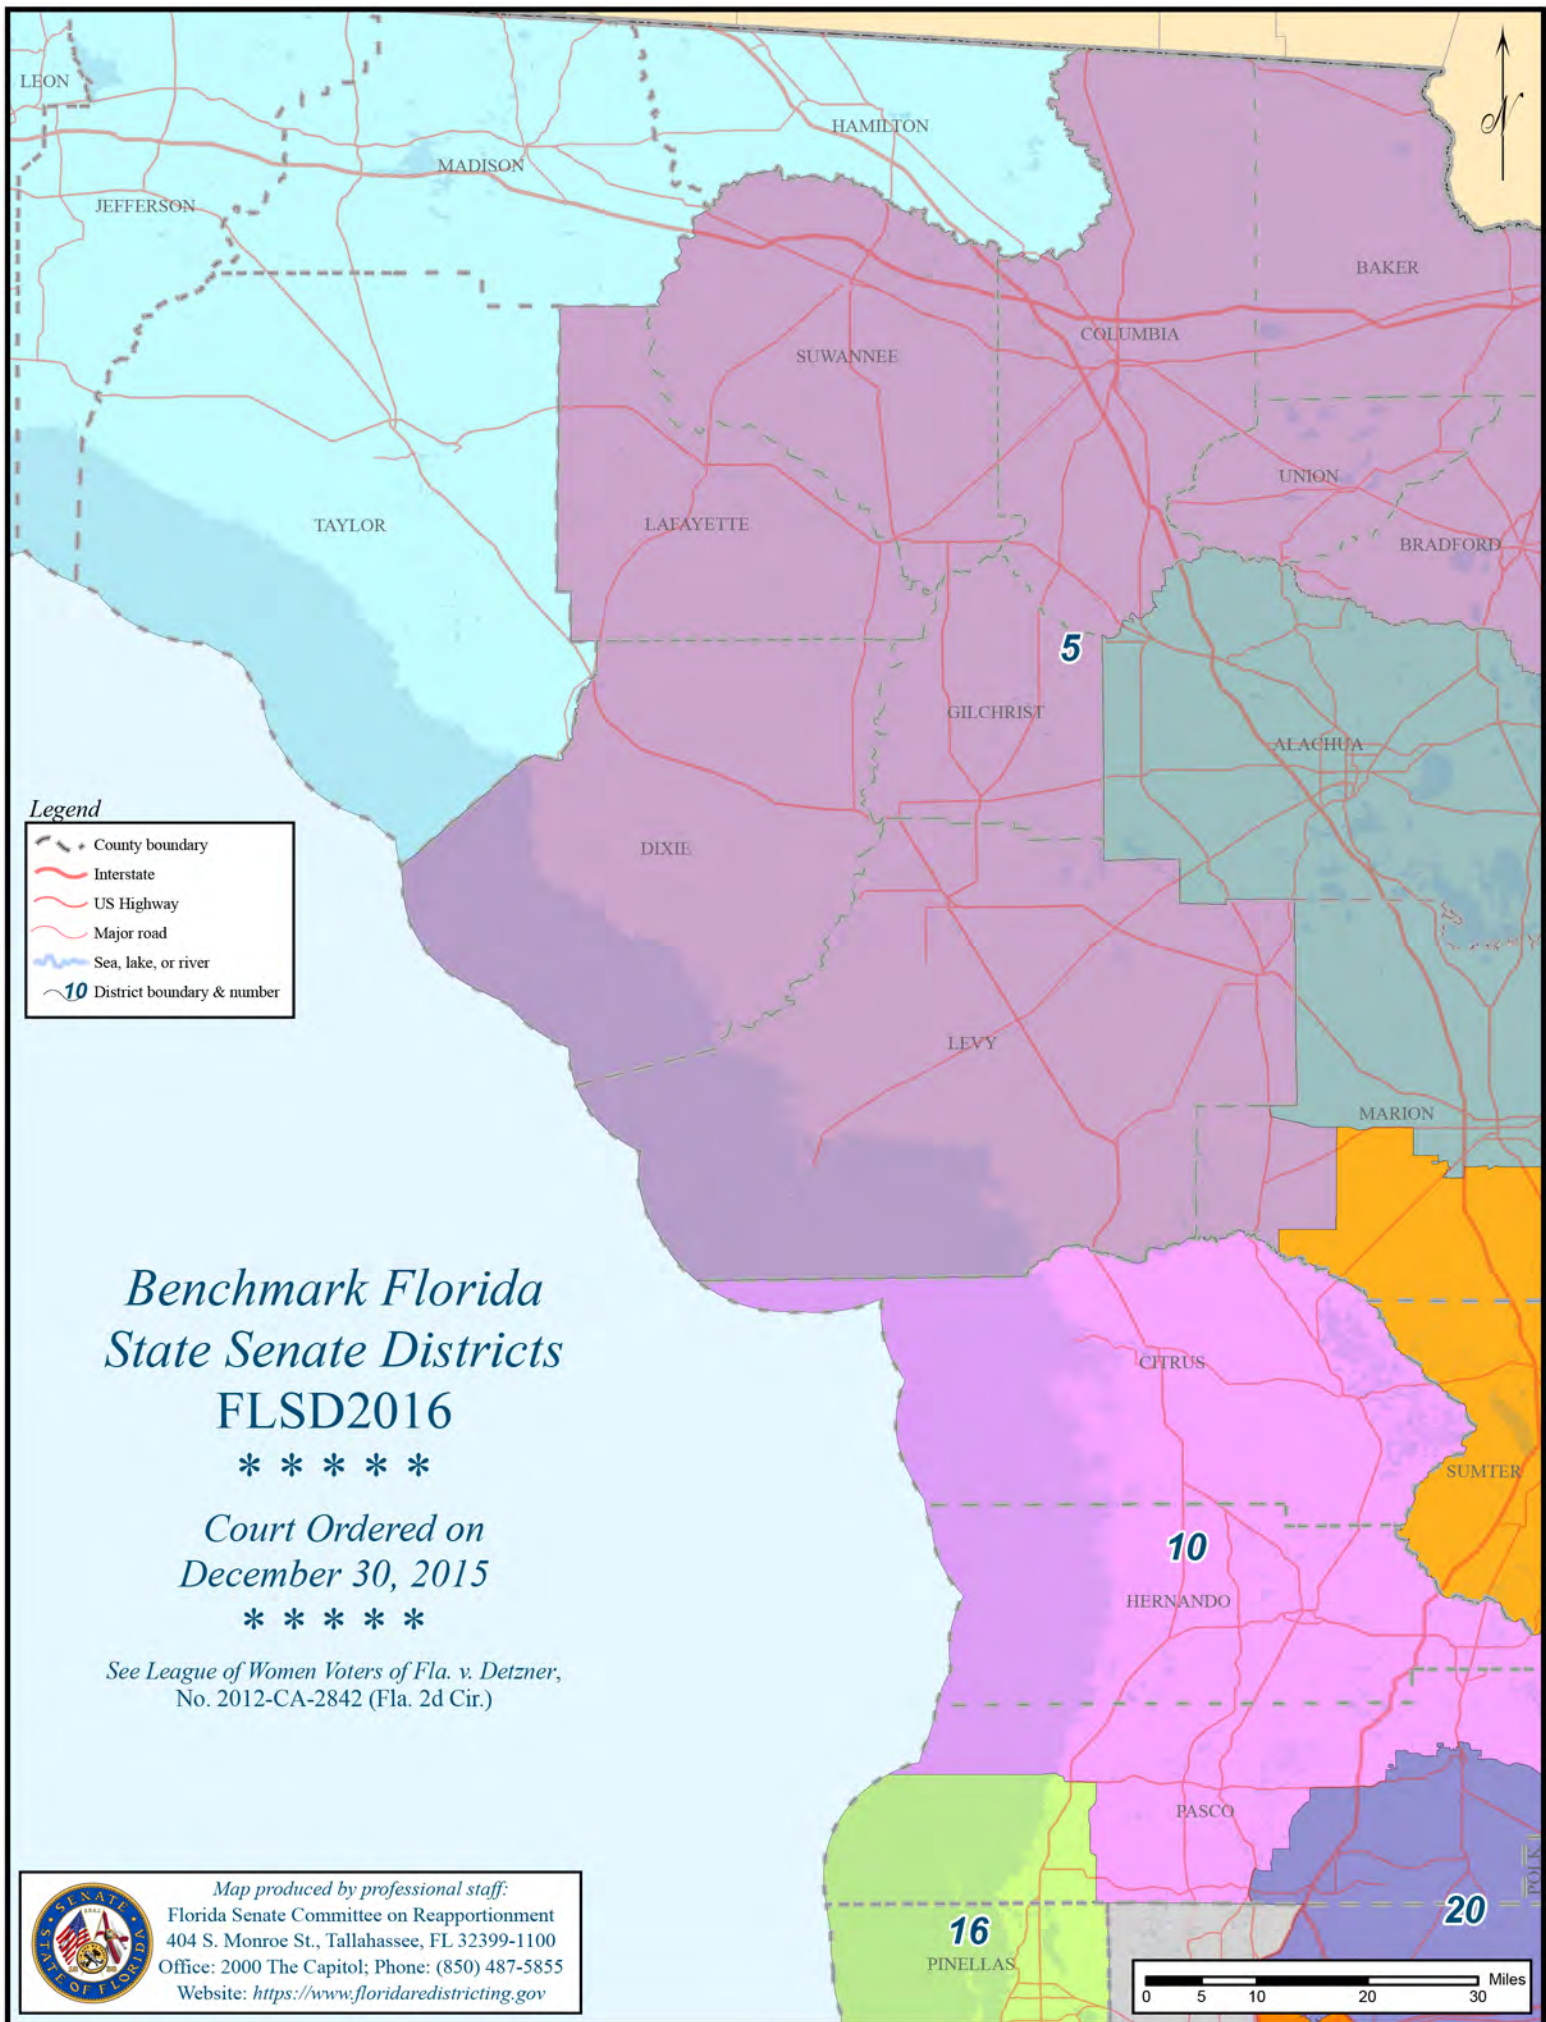 N
LEON
HAMILTON
MADISON
JEFFERSON
BAKER
COLUMBIA
SUWANNEE
UNION
TAYLOR
LAFAYETTE
BRADFORD
5
GILCHRIST
ALACHUA
DIXIE
LEVY
MARION
CITRUS
SUMTER
10
HERNANDO
PASCO
POLK
20
16
PINELLAS
Legend
County boundary
Interstate
US Highway
Major road
Sea, lake, or river
10 District boundary & number
Benchmark Florida
State Senate Districts
FLSD2016
* * * * *
Court Ordered on
December 30, 2015
* * * * *
See League of Women Voters of Fla. v. Detzner,
No. 2012-CA-2842 (Fla. 2d Cir.)
SENATE
STATE OF FLORIDA
Map produced by professional staff:
Florida Senate Committee on Reapportionment
404 S. Monroe St., Tallahassee, FL 32399-1100
Office: 2000 The Capitol; Phone: (850) 487-5855
Website: https://www.floridaredistricting.gov
Miles
0 5 10 20 30